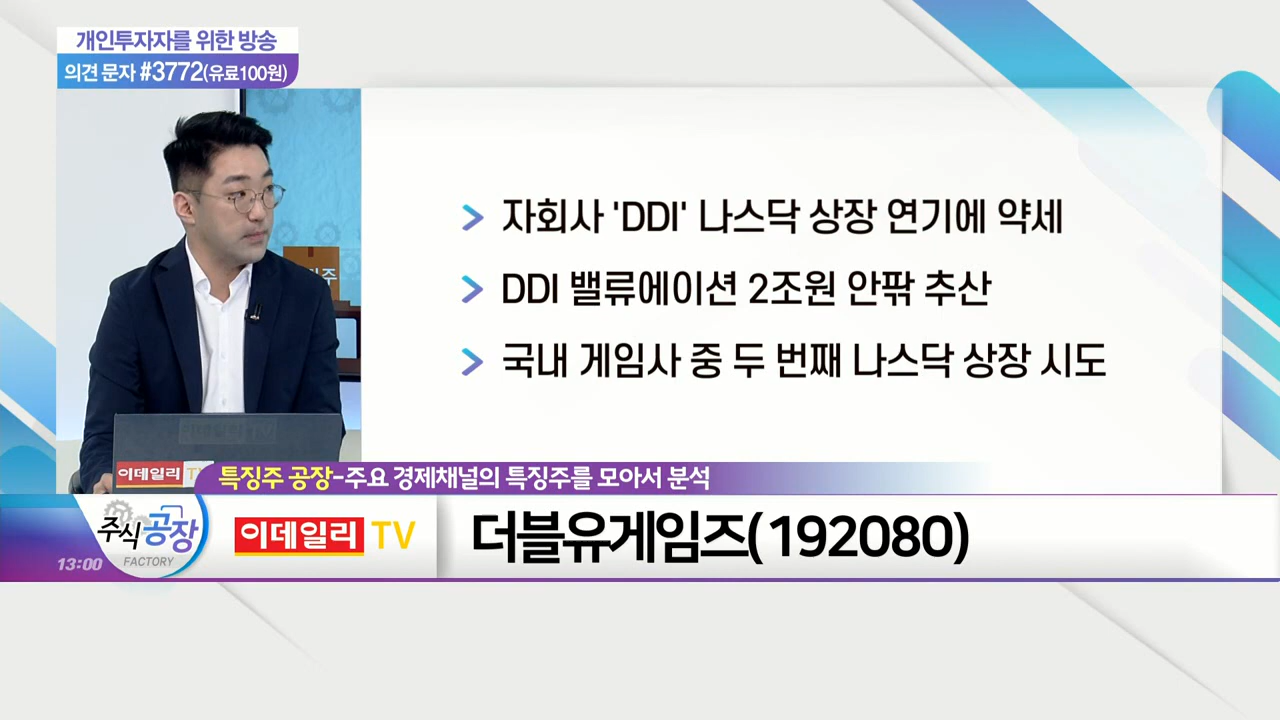 개인투자자를 위한 방송
의견 문자 #3772(유료100원)
> 자회사 'DDI' 나스닥 상장 연기에 약세
> DDI 밸류에이션 2조원 안팎 추산
> 국내 게임사 중 두 번째 나스닥 상장 시도
이데일리 TV
이데일리 TV
특징주 공장-주요 경제채널의 특징주를 모아서 분석
주식공장
FACTORY
13:00
이데일리 TV
더블유게임즈(192080)